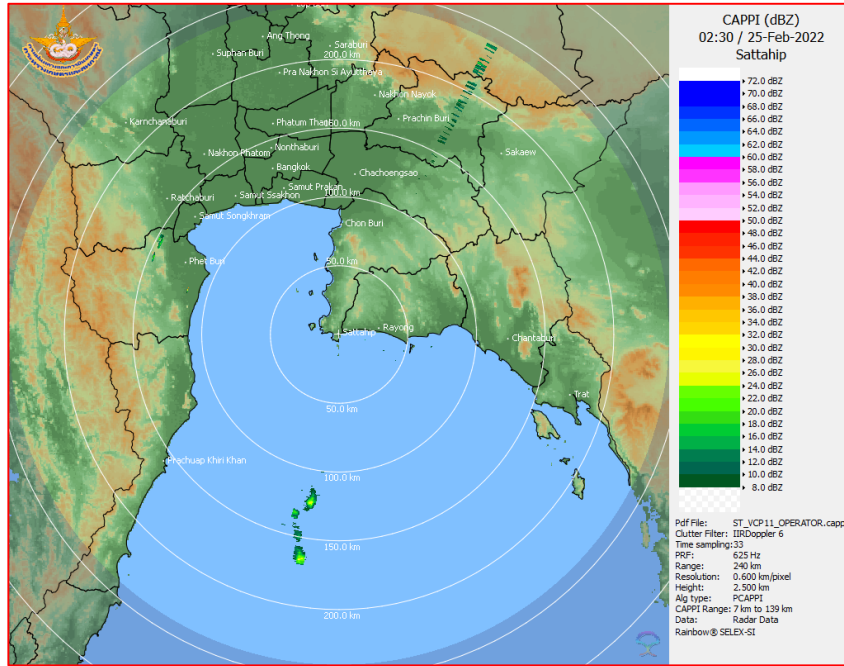 CAPPI (dBZ)
02:30 / 25-Feb-2022
Sattahip
72.0 dBZ
70.0 dBZ
68.0 dBZ
66.0 dBZ
64.0 dBZ
62.0 dBZ
60.0 dBZ
58.0 dBZ
56.0 dBZ
54.0 dBZ
52.0 dBZ
50.0 dBZ
48.0 dBZ
46.0 dBZ
44.0 dBZ
42.0 dBZ
40.0 dBZ
38.0 dBZ
36.0 dBZ
34.0 dBZ
32.0 dBZ
30.0 dBZ
28.0 dBZ
26.0 dBZ
24.0 dBZ
22.0 dBZ
20.0 dBZ
18.0 dBZ
16.0 dBZ
14.0 dBZ
12.0 dBZ
10.0 dBZ
8.0 dBZ
Pdf File: ST_VCP11_OPERATOR.capp
Clutter Filter: IIRDoppler 6
Time sampling:33
PRF: 625 Hz
Range: 240 km
Resolution: 0.600 km/pixel
Height: 2.500 km
Alg type: PCAPPI
CAPPI Range: 7 km to 139 km
Data: Radar Data
Rainbow® SELEX-SI
Ang Thong
Saraburi
Suphan Buri
200.0 km
Pra Nakhon Si Ayutthaya
Nakhon Nayok
Karnchanaburi
Phatum Thani
50.0 km
Prachin Buri
Nonthaburi
Nakhon Phatom
Sakaew
Bangkok
Chachoengsao
Samut Prakan
Ratchaburi
Samut Ssakhon
100.0 km
Samut Songkhram
Chon Buri
Phet Buri
50.0 km
Sattahip
Rayong
Chantaburi
Trat
50.0 km
Prachuap Khiri Khan
100.0 km
150.0 km
200.0 km